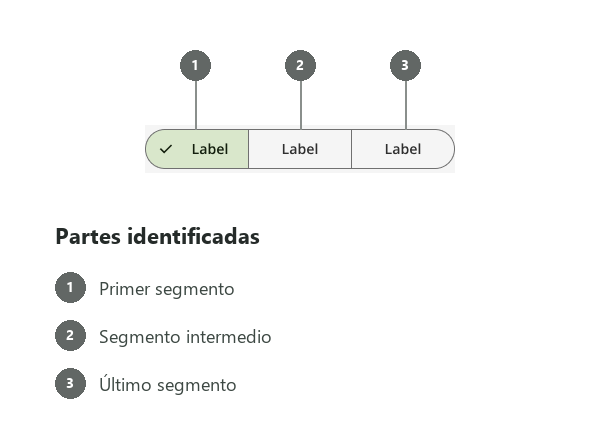 1 2 3
Label Label Label
Partes identificadas
1 Primer segmento
2 Segmento intermedio
3 Último segmento